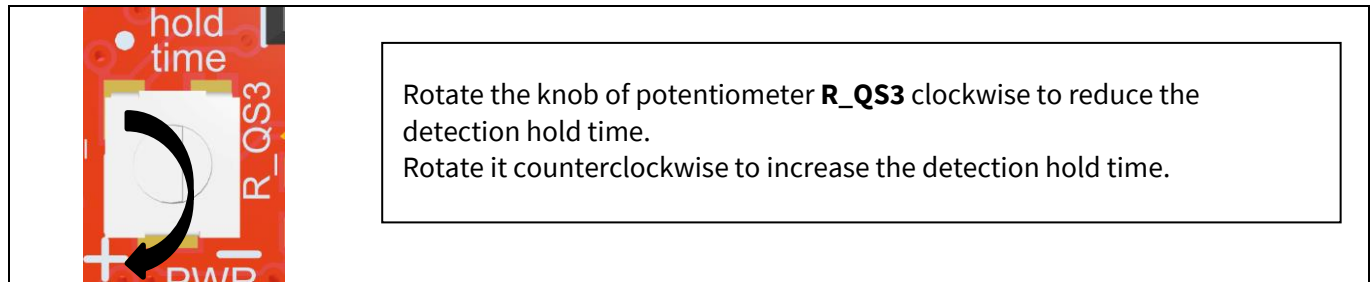 hold
time
R_QS3
+ –
PWR
Rotate the knob of potentiometer R_QS3 clockwise to reduce the
detection hold time.
Rotate it counterclockwise to increase the detection hold time.